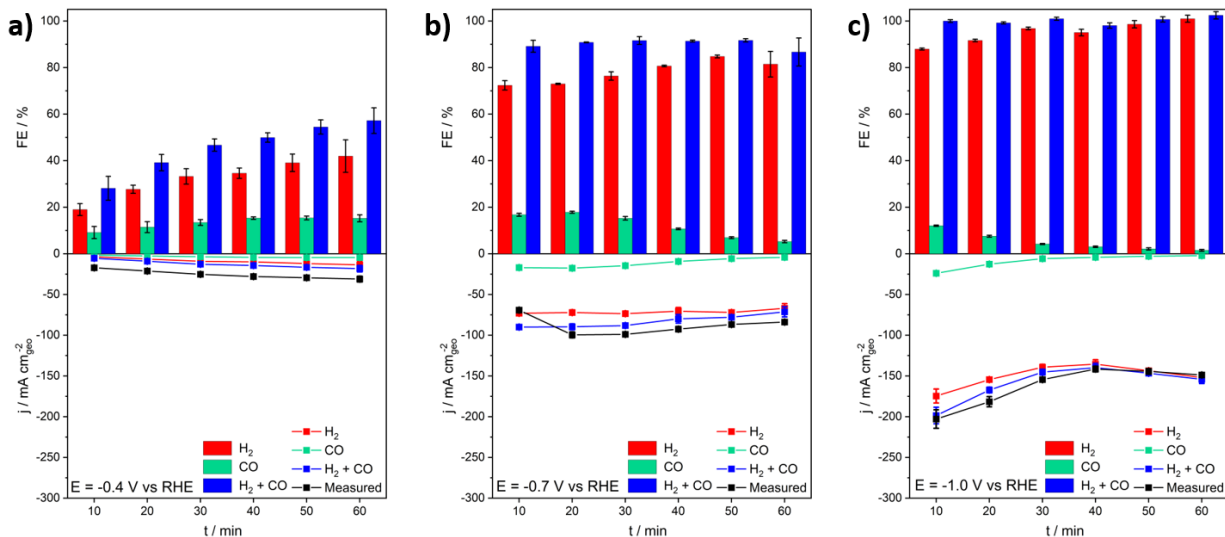 a)
100
80
60
40
20
0
-50
-100
-150
-200
-250
-300
FE / %
j / mA cm⁻²geo
H₂
CO
H₂ + CO
H₂
CO
H₂ + CO
Measured
E = -0.4 V vs RHE
10 20 30 40 50 60
t / min
b)
100
80
60
40
20
0
-50
-100
-150
-200
-250
-300
FE / %
j / mA cm⁻²geo
H₂
CO
H₂ + CO
H₂
CO
H₂ + CO
Measured
E = -0.7 V vs RHE
10 20 30 40 50 60
t / min
c)
100
80
60
40
20
0
-50
-100
-150
-200
-250
-300
FE / %
j / mA cm⁻²geo
H₂
CO
H₂ + CO
H₂
CO
H₂ + CO
Measured
E = -1.0 V vs RHE
10 20 30 40 50 60
t / min